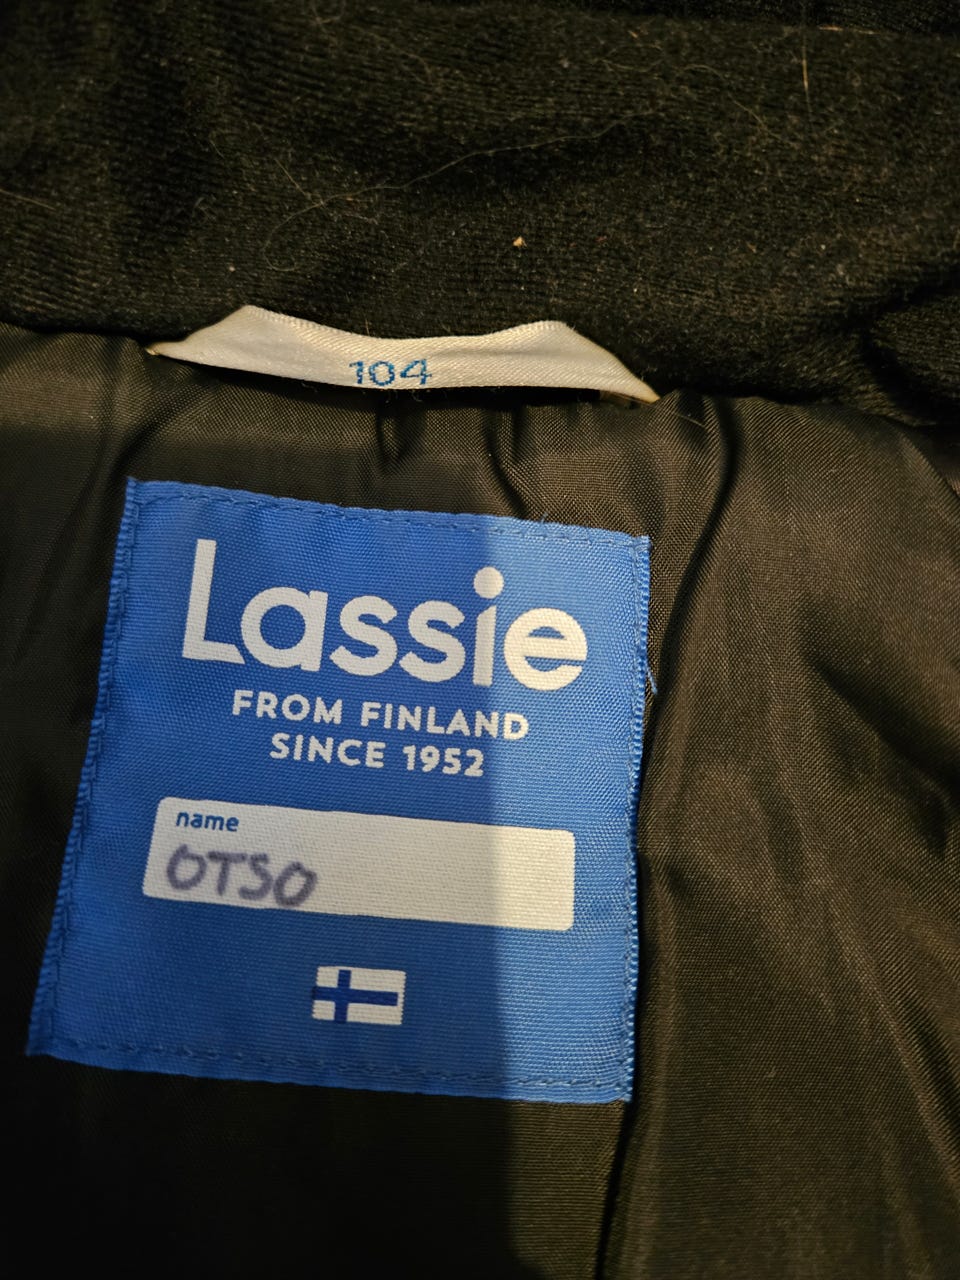 104
Lassie
FROM FINLAND
SINCE 1952
name
OTSO